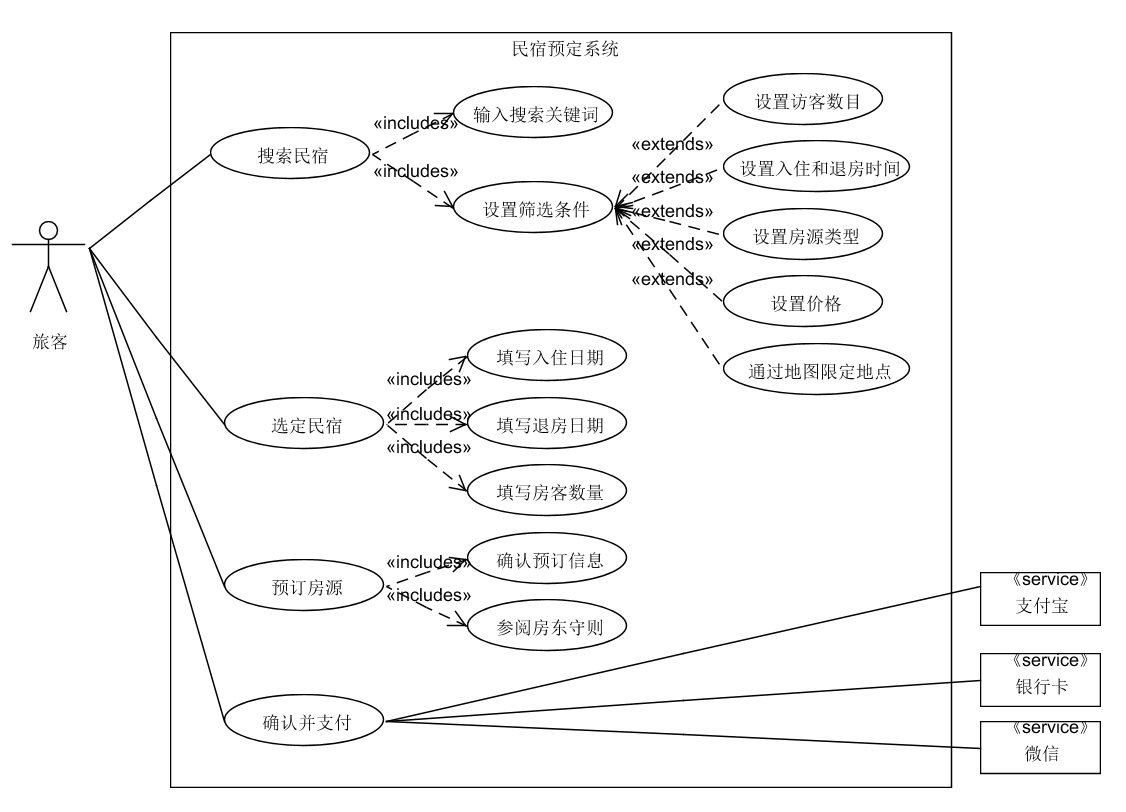 民宿预定系统
设置访客数目
«includes»
输入搜索关键词
«extends»
搜索民宿
«includes»
«extends»
设置入住和退房时间
设置筛选条件
«extends»
设置房源类型
«extends»
«extends»
设置价格
旅客
填写入住日期
通过地图限定地点
«includes»
«includes»
选定民宿
填写退房日期
«includes»
填写房客数量
«includes»
确认预订信息
预订房源
«includes»
《service》
支付宝
参阅房东守则
《service》
银行卡
确认并支付
《service》
微信